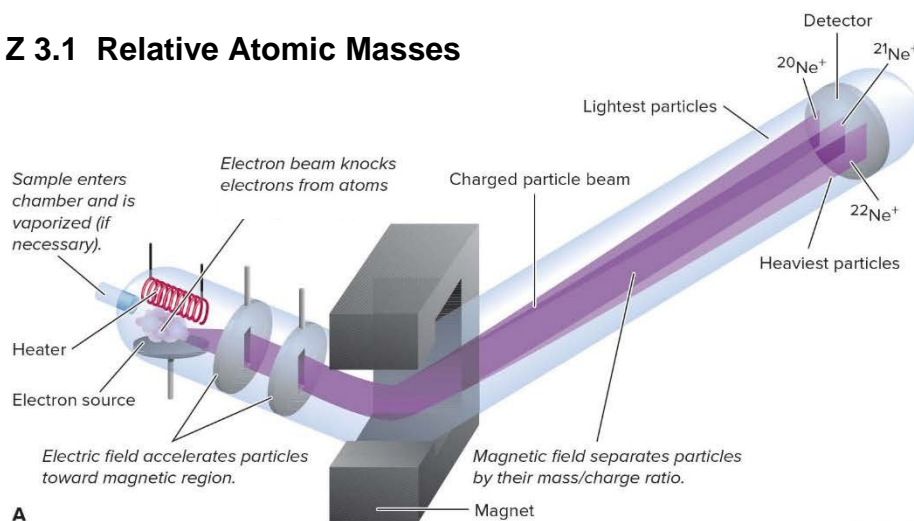 Z 3.1 Relative Atomic Masses
Detector
²⁰Ne⁺
²¹Ne⁺
Lightest particles
Electron beam knocks
electrons from atoms
Sample enters
chamber and is
vaporized (if
necessary).
Charged particle beam
²²Ne⁺
Heaviest particles
Heater
Electron source
Electric field accelerates particles
toward magnetic region.
Magnetic field separates particles
by their mass/charge ratio.
Magnet
A